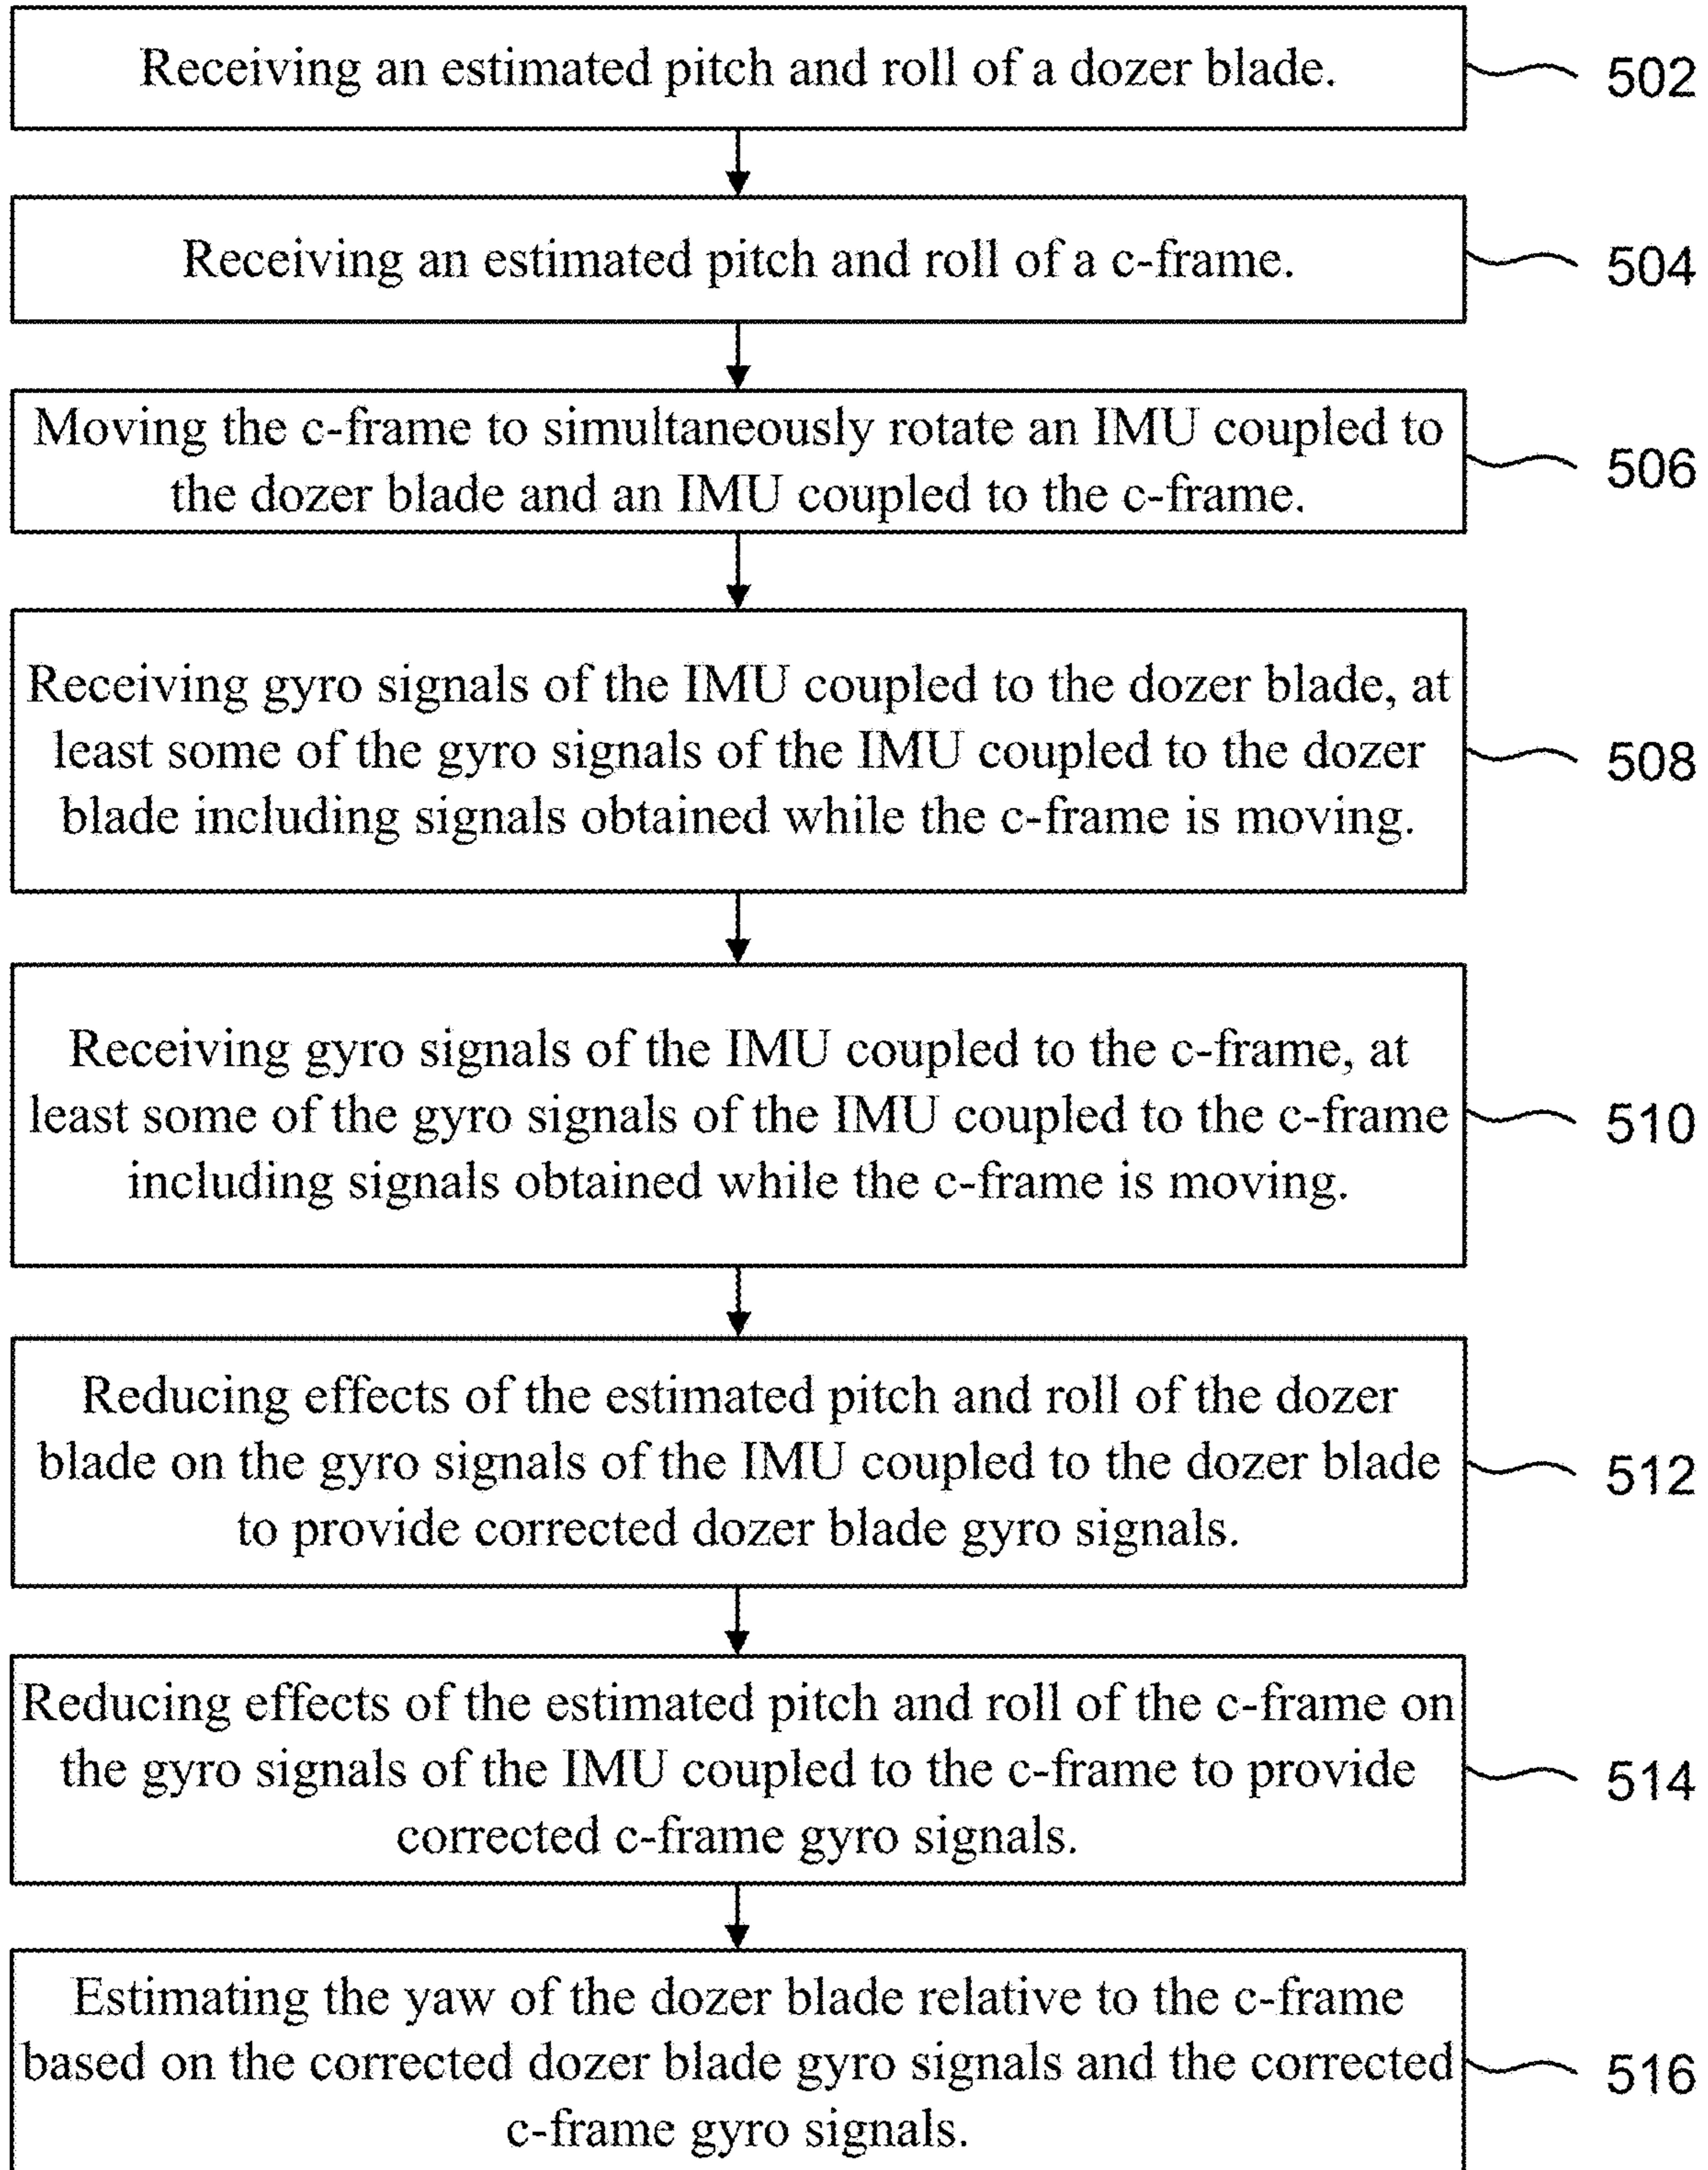 Receiving an estimated pitch and roll of a dozer blade.
502
Receiving an estimated pitch and roll of a c-frame.
504
Moving the c-frame to simultaneously rotate an IMU coupled to
the dozer blade and an IMU coupled to the c-frame.
506
Receiving gyro signals of the IMU coupled to the dozer blade, at
least some of the gyro signals of the IMU coupled to the dozer
blade including signals obtained while the c-frame is moving.
508
Receiving gyro signals of the IMU coupled to the c-frame, at
least some of the gyro signals of the IMU coupled to the c-frame
including signals obtained while the c-frame is moving.
510
Reducing effects of the estimated pitch and roll of the dozer
blade on the gyro signals of the IMU coupled to the dozer blade
to provide corrected dozer blade gyro signals.
512
Reducing effects of the estimated pitch and roll of the c-frame on
the gyro signals of the IMU coupled to the c-frame to provide
corrected c-frame gyro signals.
514
Estimating the yaw of the dozer blade relative to the c-frame
based on the corrected dozer blade gyro signals and the corrected
c-frame gyro signals.
516